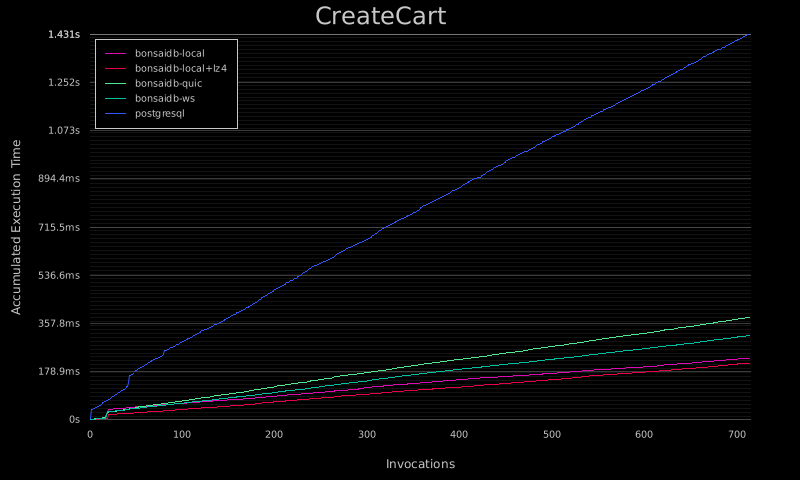 CreateCart
1.431s
bonsaidb-local
bonsaidb-local+lz4
bonsaidb-quic
bonsaidb-ws
postgresql
1.252s
1.073s
894.4ms
715.5ms
536.6ms
357.8ms
178.9ms
0s
Accumulated Execution Time
0 100 200 300 400 500 600 700
Invocations